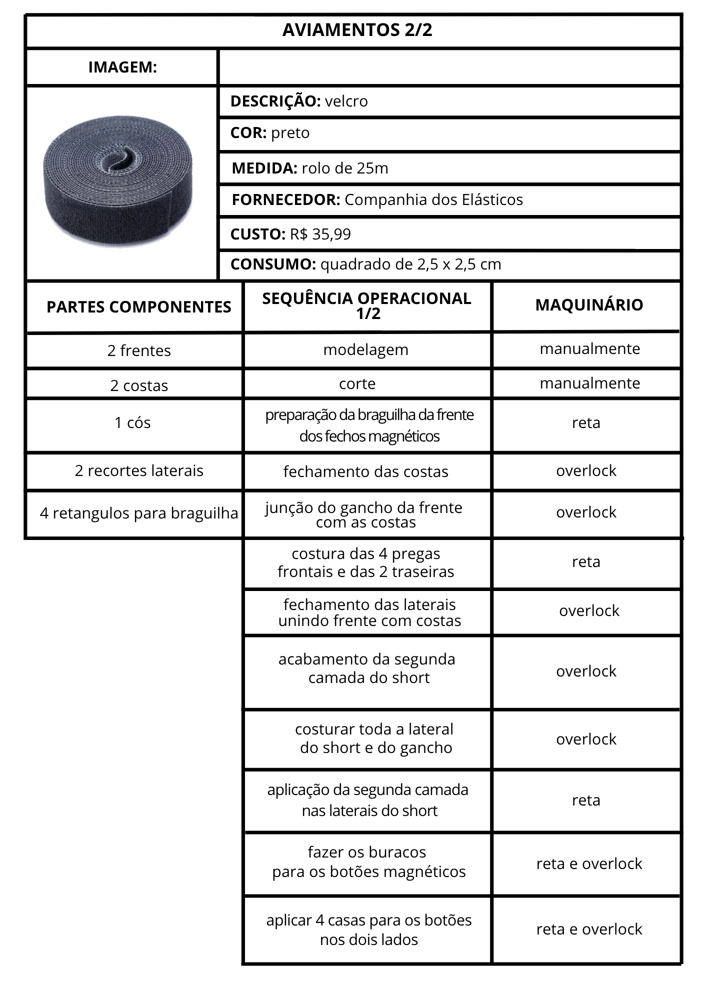 AVIAMENTOS 2/2
IMAGEM:
DESCRIÇÃO: velcro
COR: preto
MEDIDA: rolo de 25m
FORNECEDOR: Companhia dos Elásticos
CUSTO: R$ 35,99
CONSUMO: quadrado de 2,5 x 2,5 cm
PARTES COMPONENTES
SEQUÊNCIA OPERACIONAL
1/2
MAQUINÁRIO
2 frentes
modelagem
manualmente
2 costas
corte
manualmente
1 cós
preparação da braguilha da frente
dos fechos magnéticos
reta
2 recortes laterais
fechamento das costas
overlock
4 retangulos para braguilha
junção do gancho da frente
com as costas
overlock
costura das 4 pregas
frontais e das 2 traseiras
reta
fechamento das laterais
unindo frente com costas
overlock
acabamento da segunda
camada do short
overlock
costurar toda a lateral
do short e do gancho
overlock
aplicação da segunda camada
nas laterais do short
reta
fazer os buracos
para os botões magnéticos
reta e overlock
aplicar 4 casas para os botões
nos dois lados
reta e overlock